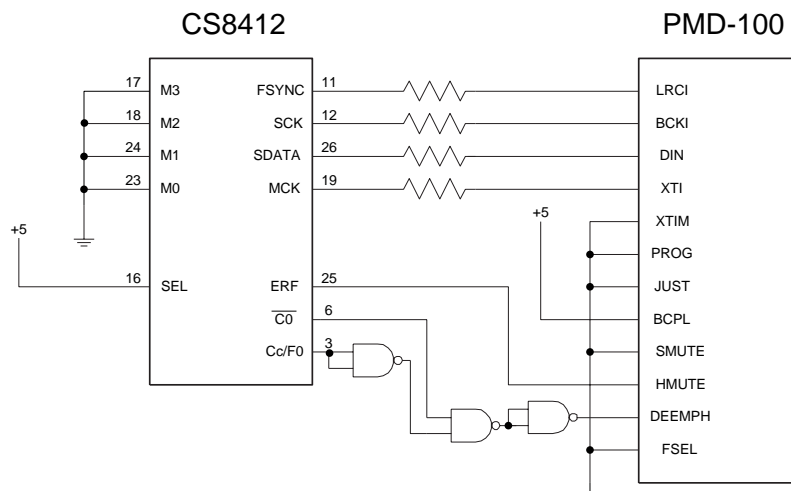 CS8412
PMD-100
17 M3 FSYNC 11 LRCI
18 M2 SCK 12 BCKI
24 M1 SDATA 26 DIN
23 M0 MCK 19 XTI
+5 XTIM
+5 PROG
16 SEL ERF 25 JUST
C0 6 BCPL
Cc/F0 3 SMUTE
HMUTE
DEEMPH
FSEL